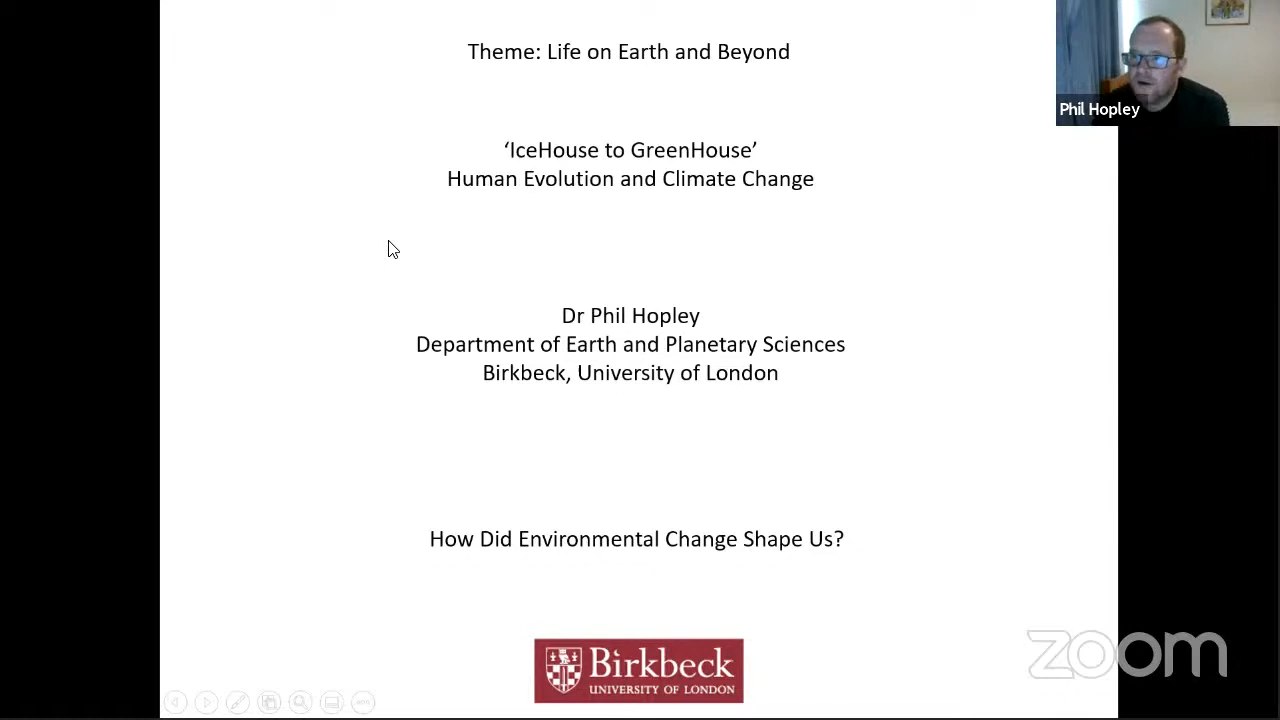 Theme: Life on Earth and Beyond
Phil Hopley
‘IceHouse to GreenHouse’
Human Evolution and Climate Change
Dr Phil Hopley
Department of Earth and Planetary Sciences
Birkbeck, University of London
How Did Environmental Change Shape Us?
Birkbeck
UNIVERSITY OF LONDON
zoom